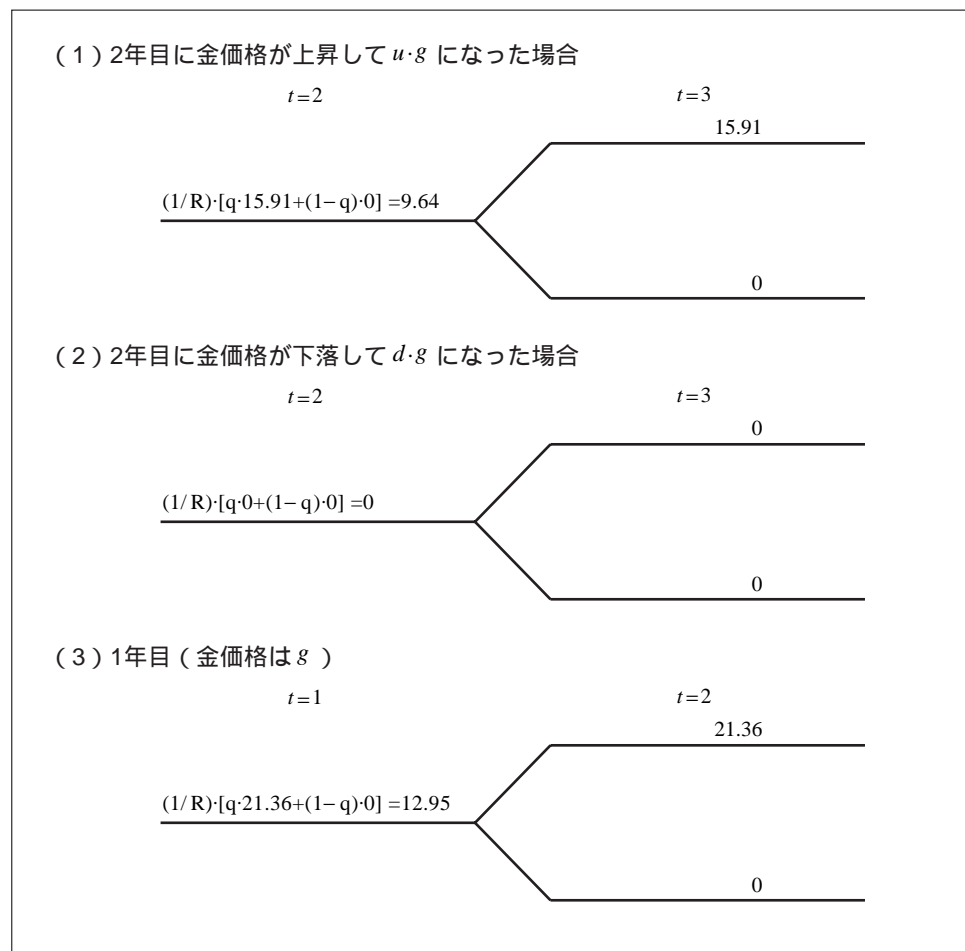 (1)2年目に金価格が上昇して u·g になった場合
t=2 t=3
15.91
(1/R)·[q·15.91+(1−q)·0] =9.64
0
(2)2年目に金価格が下落して d·g になった場合
t=2 t=3
0
(1/R)·[q·0+(1−q)·0] =0
0
(3)1年目(金価格は g )
t=1 t=2
21.36
(1/R)·[q·21.36+(1−q)·0] =12.95
0